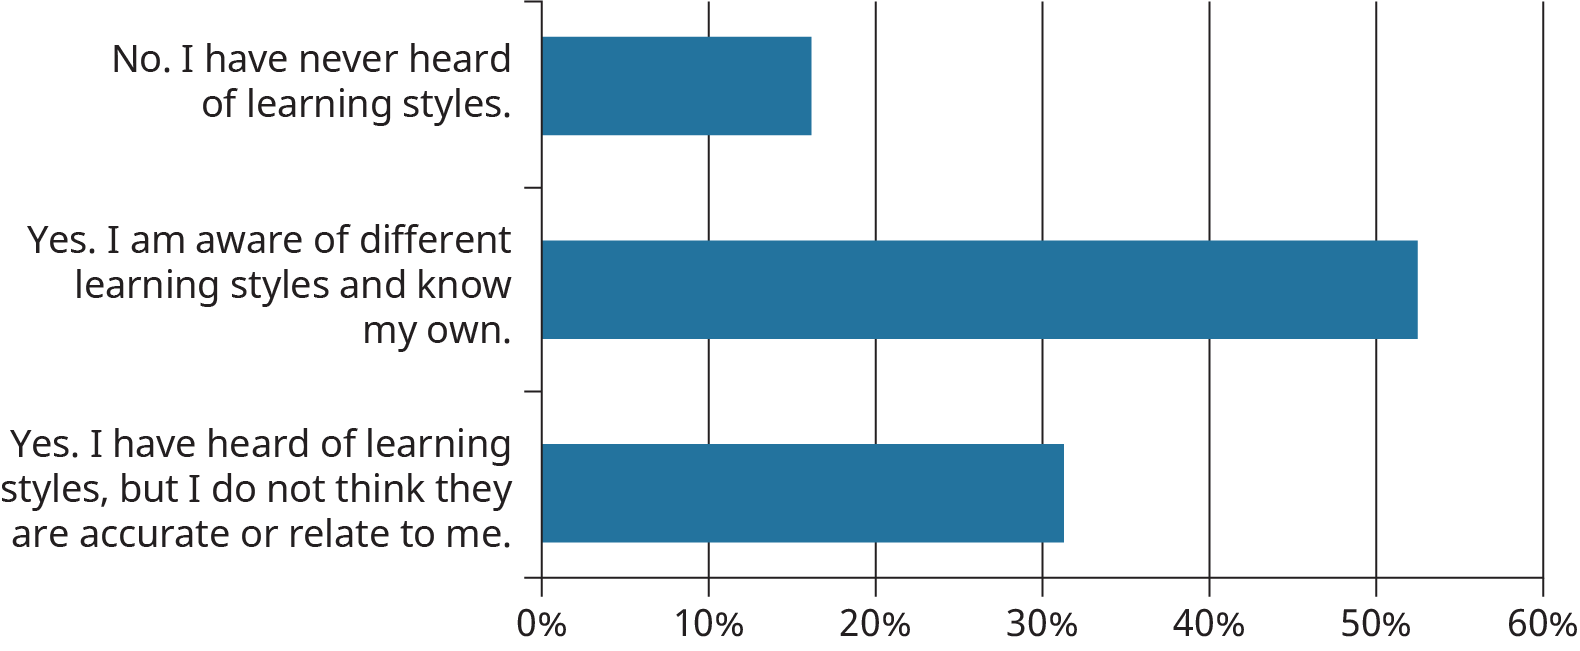 No. I have never heard
of learning styles.
Yes. I am aware of different
learning styles and know
my own.
Yes. I have heard of learning
styles, but I do not think they
are accurate or relate to me.
0% 10% 20% 30% 40% 50% 60%